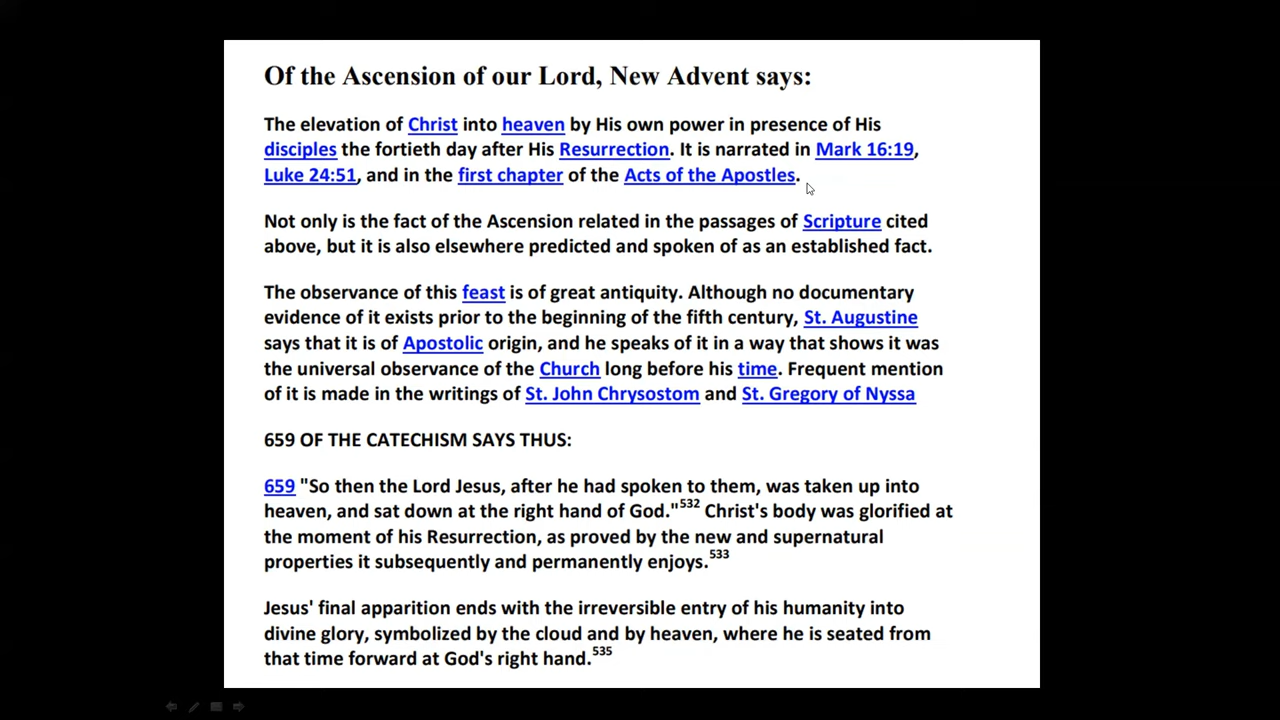 Of the Ascension of our Lord, New Advent says:
The elevation of Christ into heaven by His own power in presence of His
disciples the fortieth day after His Resurrection. It is narrated in Mark 16:19,
Luke 24:51, and in the first chapter of the Acts of the Apostles.
Not only is the fact of the Ascension related in the passages of Scripture cited
above, but it is also elsewhere predicted and spoken of as an established fact.
The observance of this feast is of great antiquity. Although no documentary
evidence of it exists prior to the beginning of the fifth century, St. Augustine
says that it is of Apostolic origin, and he speaks of it in a way that shows it was
the universal observance of the Church long before his time. Frequent mention
of it is made in the writings of St. John Chrysostom and St. Gregory of Nyssa
659 OF THE CATECHISM SAYS THUS:
659 "So then the Lord Jesus, after he had spoken to them, was taken up into
heaven, and sat down at the right hand of God."532 Christ's body was glorified at
the moment of his Resurrection, as proved by the new and supernatural
properties it subsequently and permanently enjoys.533
Jesus' final apparition ends with the irreversible entry of his humanity into
divine glory, symbolized by the cloud and by heaven, where he is seated from
that time forward at God's right hand.535